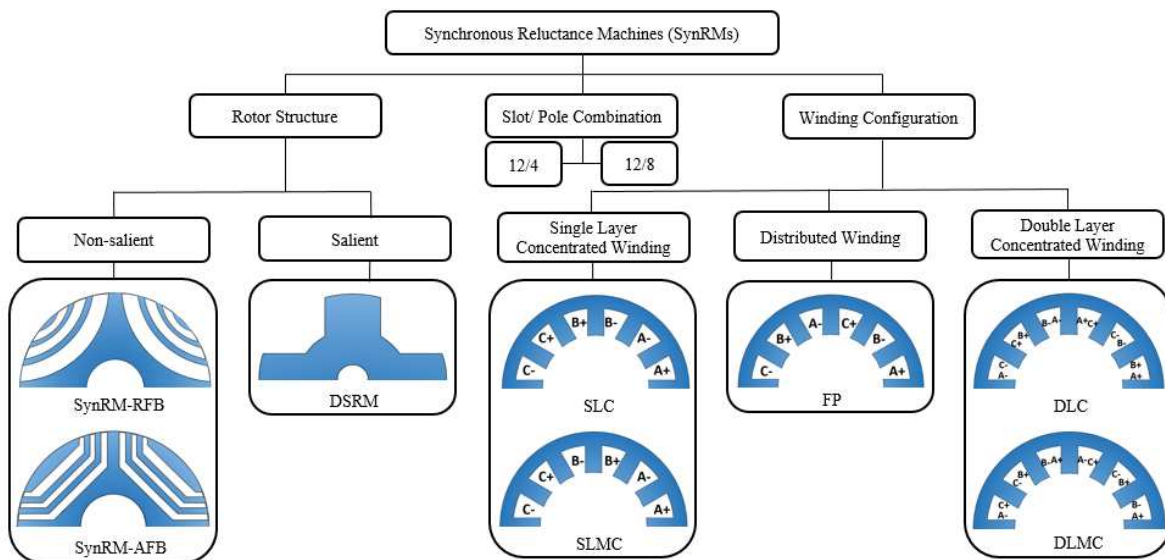 Synchronous Reluctance Machines (SynRMs)
Rotor Structure
Slot/ Pole Combination
Winding Configuration
12/4
12/8
Non-salient
Salient
Single Layer
Concentrated Winding
Distributed Winding
Double Layer
Concentrated Winding
SynRM-RFB
SynRM-AFB
DSRM
C- C+ B+ B- A- A+
SLC
C- C+ B- B+ A- A+
SLMC
C- B+ A- C+ B- A+
FP
C-
A-
B+
C+
B- A-
A+ C+
C-
B-
B+
A+
DLC
C+
A-
B+
C-
B- A+
A- C+
C-
B+
B-
A+
DLMC